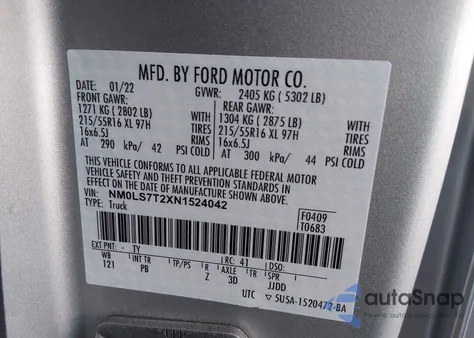 MFD. BY FORD MOTOR CO.
DATE: 01/22 GVWR: 2405 KG ( 5302 LB)
FRONT GAWR: REAR GAWR:
1271 KG ( 2802 LB) 1304 KG ( 2875 LB)
215/55R16 XL 97H TIRES 215/55R16 XL 97H TIRES
16x6.5J RIMS 16x6.5J RIMS
AT 290 kPa/ 42 PSI COLD AT 300 kPa/ 44 PSI COLD
THIS VEHICLE CONFORMS TO ALL APPLICABLE FEDERAL MOTOR
VEHICLE SAFETY AND THEFT PREVENTION STANDARDS IN EFFECT
ON THE DATE OF MANUFACTURE SHOWN ABOVE.
VIN: NM0LS7T2XN1524042
TYPE: Truck
F0409
T0683
EXT PNT: - TY RC: 41 DSO:
WB INT TR TP/PS R AXLE TR SPR
121 PB Z 3D JJDD
UTC ▽ 5U5A-1520472-BA
autoSnap